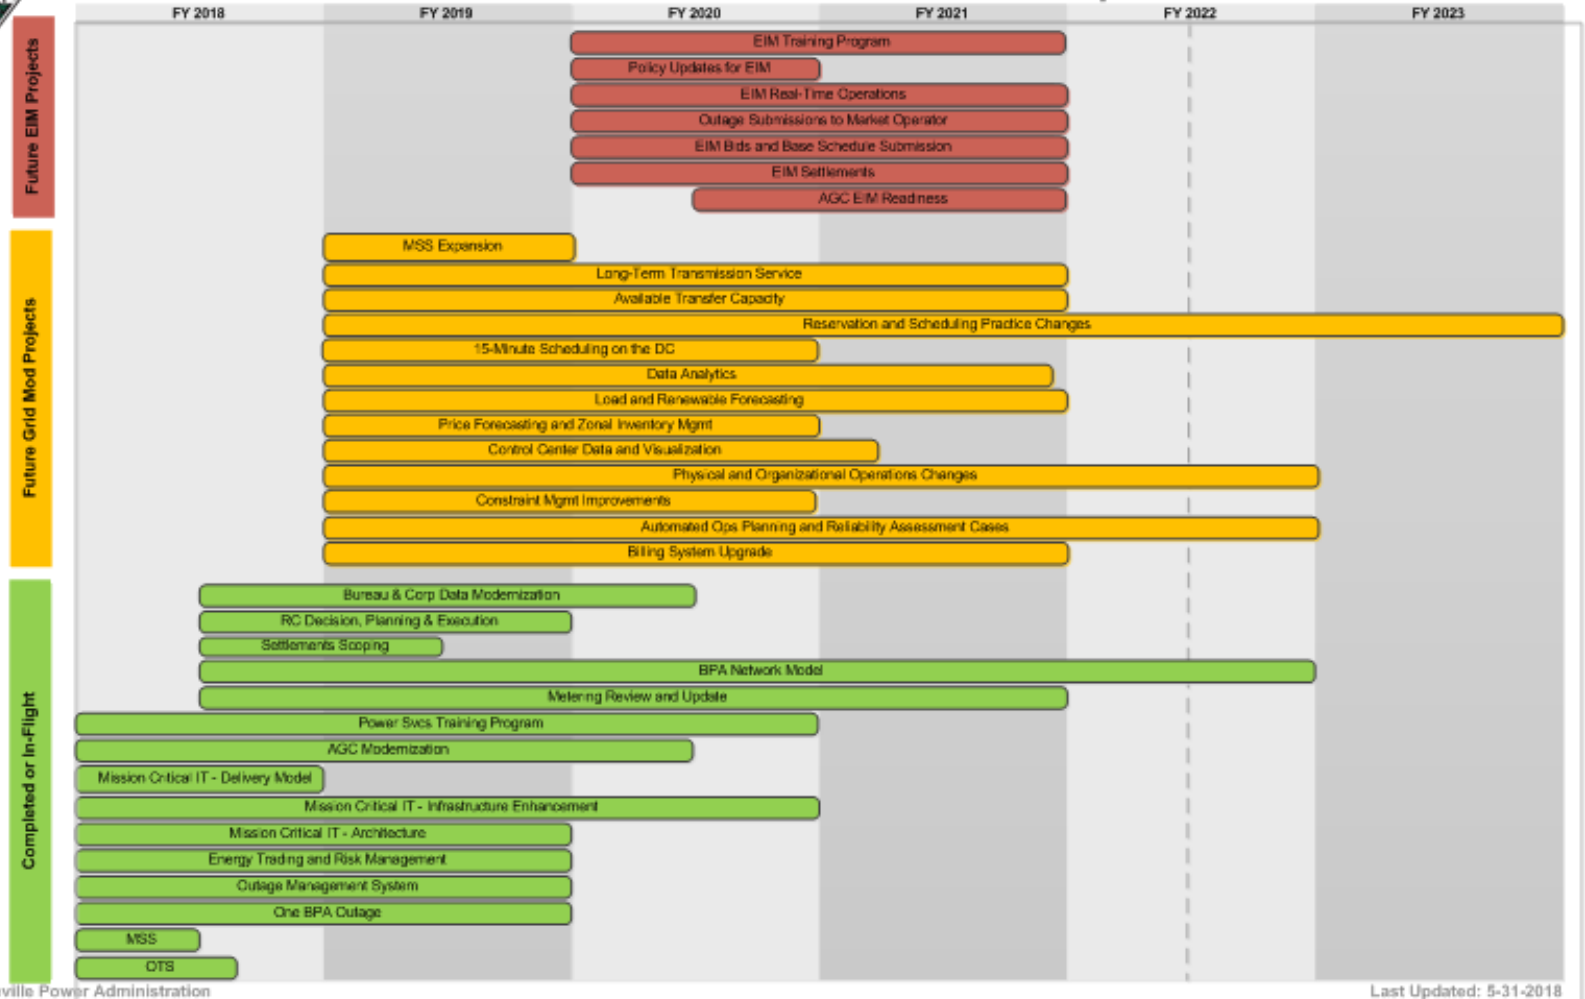 FY 2018 FY 2019 FY 2020 FY 2021 FY 2022 FY 2023
Future EIM Projects
EIM Training Program
Policy Updates for EIM
EIM Real-Time Operations
Outage Submissions to Market Operator
EIM Bids and Base Schedule Submission
EIM Settlements
AGC EIM Readiness
Future Grid Mod Projects
MSS Expansion
Long-Term Transmission Service
Available Transfer Capacity
Reservation and Scheduling Practice Changes
15-Minute Scheduling on the DC
Data Analytics
Load and Renewable Forecasting
Price Forecasting and Zonal Inventory Mgmt
Control Center Data and Visualization
Physical and Organizational Operations Changes
Constraint Mgmt Improvements
Automated Ops Planning and Reliability Assessment Cases
Billing System Upgrade
Completed or In-Flight
Bureau & Corp Data Modernization
RC Decision, Planning & Execution
Settlements Scoping
BPA Network Model
Metering Review and Update
Power Svcs Training Program
AGC Modernization
Mission Critical IT - Delivery Model
Mission Critical IT - Infrastructure Enhancement
Mission Critical IT - Architecture
Energy Trading and Risk Management
Outage Management System
One BPA Outage
MSS
OTS
ville Power Administration
Last Updated: 5-31-2018